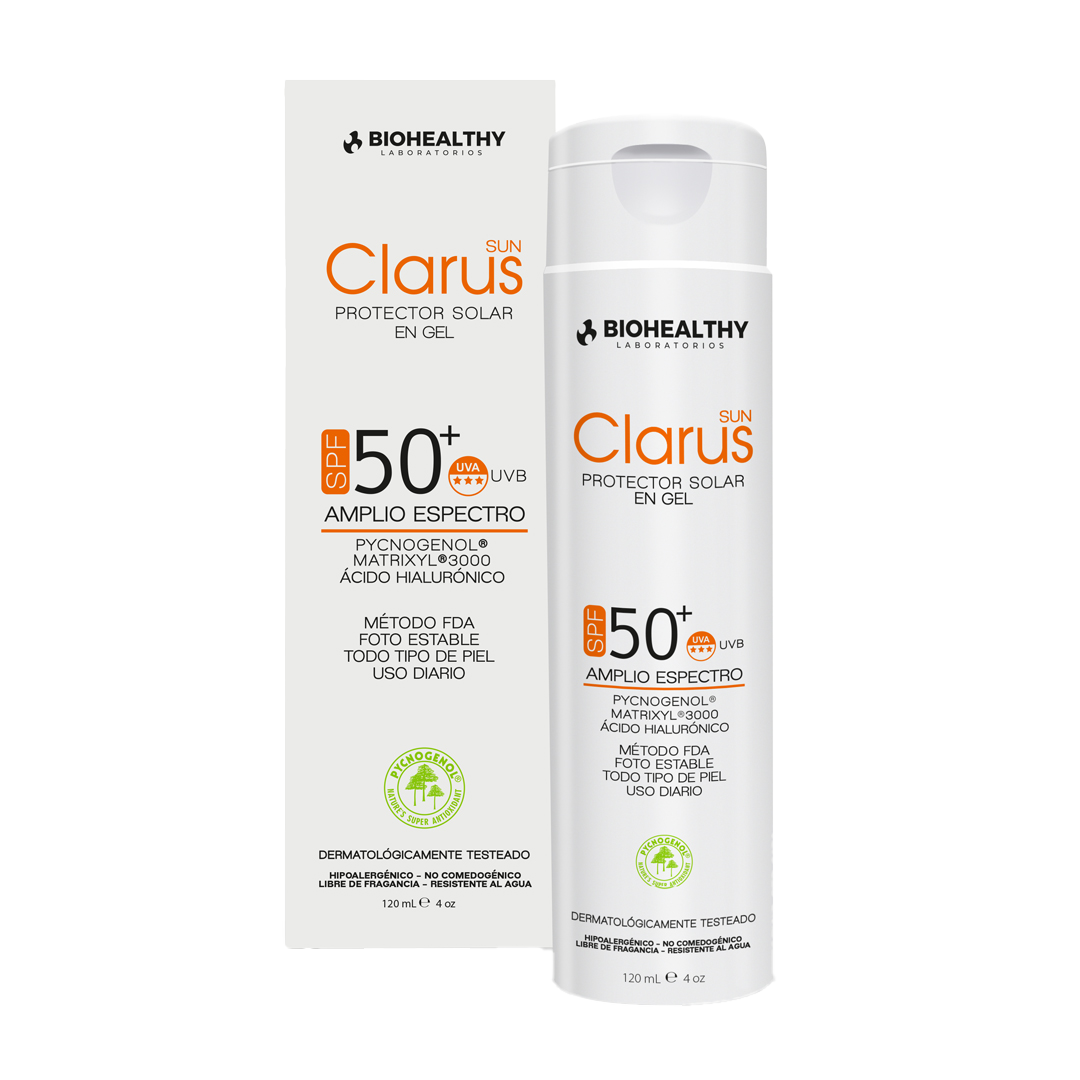 BIOHEALTHY
LABORATORIOS
SUN
Clarus
PROTECTOR SOLAR
EN GEL
SPF 50+ UVA UVB
AMPLIO ESPECTRO
PYCNOGENOL®
MATRIXYL®3000
ÁCIDO HIALURÓNICO
MÉTODO FDA
FOTO ESTABLE
TODO TIPO DE PIEL
USO DIARIO
PYCNOGENOL®
NATURE'S SUPER ANTIOXIDANT
DERMATOLÓGICAMENTE TESTEADO
HIPOALERGÉNICO – NO COMEDOGÉNICO
LIBRE DE FRAGANCIA – RESISTENTE AL AGUA
120 mL ℮ 4 oz
BIOHEALTHY
LABORATORIOS
SUN
Clarus
PROTECTOR SOLAR
EN GEL
SPF 50+ UVA UVB
AMPLIO ESPECTRO
PYCNOGENOL®
MATRIXYL®3000
ÁCIDO HIALURÓNICO
MÉTODO FDA
FOTO ESTABLE
TODO TIPO DE PIEL
USO DIARIO
PYCNOGENOL®
NATURE'S SUPER ANTIOXIDANT
DERMATOLÓGICAMENTE TESTEADO
HIPOALERGÉNICO – NO COMEDOGÉNICO
LIBRE DE FRAGANCIA – RESISTENTE AL AGUA
120 mL ℮ 4 oz